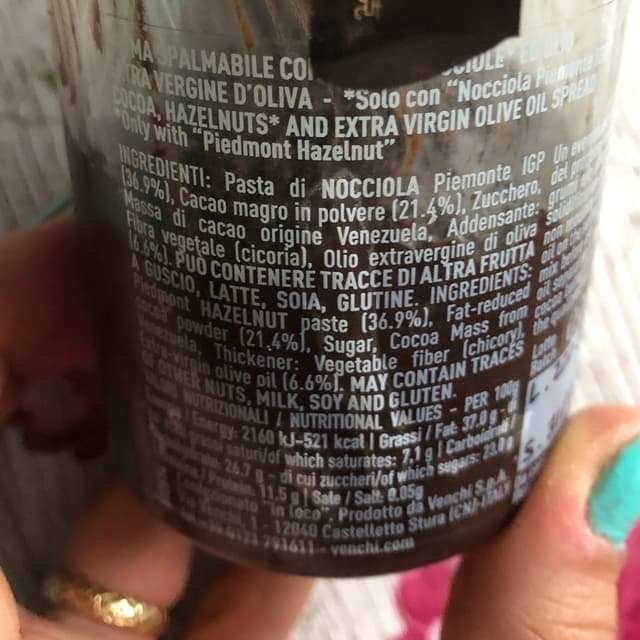 PALMABILE CO
VERGINE D'OLIVA - *Solo con "Nocciola Piemonte
COCOA, HAZELNUTS* AND EXTRA VIRGIN OLIVE OIL SPREAD
*Only with "Piedmont Hazelnut"
INGREDIENTI: Pasta di NOCCIOLA Piemonte IGP
(36.9%), Cacao magro in polvere (21.4%), Zucchero,
Massa di cacao origine Venezuela, Addensante:
Fibra vegetale (cicoria), Olio extravergine di oliva
(6.6%). PUÒ CONTENERE TRACCE DI ALTRA FRUTTA
A GUSCIO, LATTE, SOIA, GLUTINE. INGREDIENTS:
Piedmont HAZELNUT paste (36.9%), Fat-reduced
cocoa powder (21.4%), Sugar, Cocoa Mass from
Venezuela, Thickener: Vegetable fiber (chicory),
Extra virgin olive oil (6.6%). MAY CONTAIN TRACES
OF OTHER NUTS, MILK, SOY AND GLUTEN.
NUTRIZIONALI / NUTRITIONAL VALUES - PER 100g
Energy: 2160 kJ-521 kcal | Grassi / Fat: 37.0 g -
saturi/of which saturates: 7.1 g | Carboidrati
26.7 g - di cui zuccheri/of which sugars: 23.0 g
11.5 g | Sale / Salt: 0.05g
"in Loco". Prodotto da Venchi S.p.A.
12040 Castelletto Stura (CN)
791611 - venchi.com